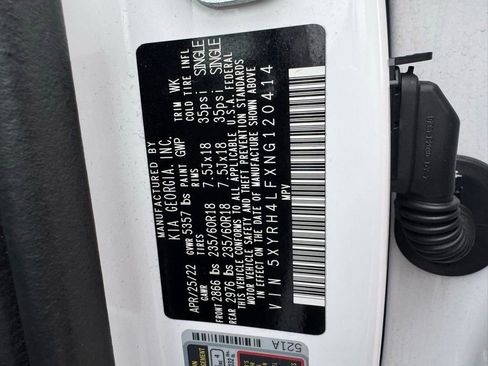 MANUFACTURED BY
KIA GEORGIA INC.
APR/25/22 PAINT GWP TRIM WK
GVWR 5357 lbs
GAWR TIRES RIMS COLD TIRE INFL
FRONT 2866 lbs 235/60R18 7.5Jx18 35psi SINGLE
REAR 2976 lbs 235/60R18 7.5Jx18 35psi SINGLE
THIS VEHICLE CONFORMS TO ALL APPLICABLE U.S.A. FEDERAL
MOTOR VEHICLE SAFETY AND THEFT PREVENTION STANDARDS
IN EFFECT ON THE DATE OF MANUFACTURE SHOWN ABOVE
VIN 5XYRH4LFXNG120414
MPV
521A